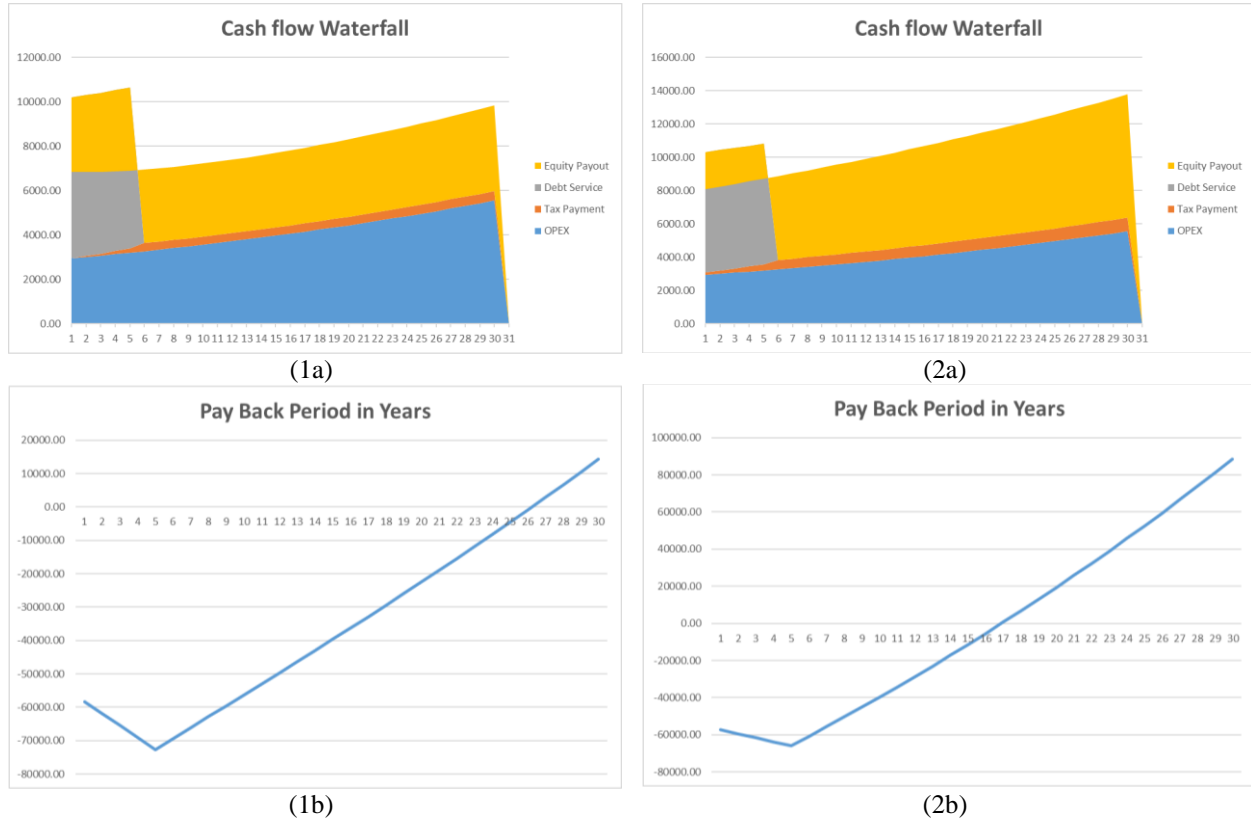 Cash flow Waterfall
12000.00
10000.00
8000.00
6000.00
4000.00
2000.00
0.00
1 2 3 4 5 6 7 8 9 10 11 12 13 14 15 16 17 18 19 20 21 22 23 24 25 26 27 28 29 30 31
Equity Payout
Debt Service
Tax Payment
OPEX
(1a)
Cash flow Waterfall
16000.00
14000.00
12000.00
10000.00
8000.00
6000.00
4000.00
2000.00
0.00
1 2 3 4 5 6 7 8 9 10 11 12 13 14 15 16 17 18 19 20 21 22 23 24 25 26 27 28 29 30 31
Equity Payout
Debt Service
Tax Payment
OPEX
(2a)
Pay Back Period in Years
20000.00
10000.00
0.00
1 2 3 4 5 6 7 8 9 10 11 12 13 14 15 16 17 18 19 20 21 22 23 24 25 26 27 28 29 30
-10000.00
-20000.00
-30000.00
-40000.00
-50000.00
-60000.00
-70000.00
-80000.00
(1b)
Pay Back Period in Years
100000.00
80000.00
60000.00
40000.00
20000.00
0.00
1 2 3 4 5 6 7 8 9 10 11 12 13 14 15 16 17 18 19 20 21 22 23 24 25 26 27 28 29 30
-20000.00
-40000.00
-60000.00
-80000.00
(2b)